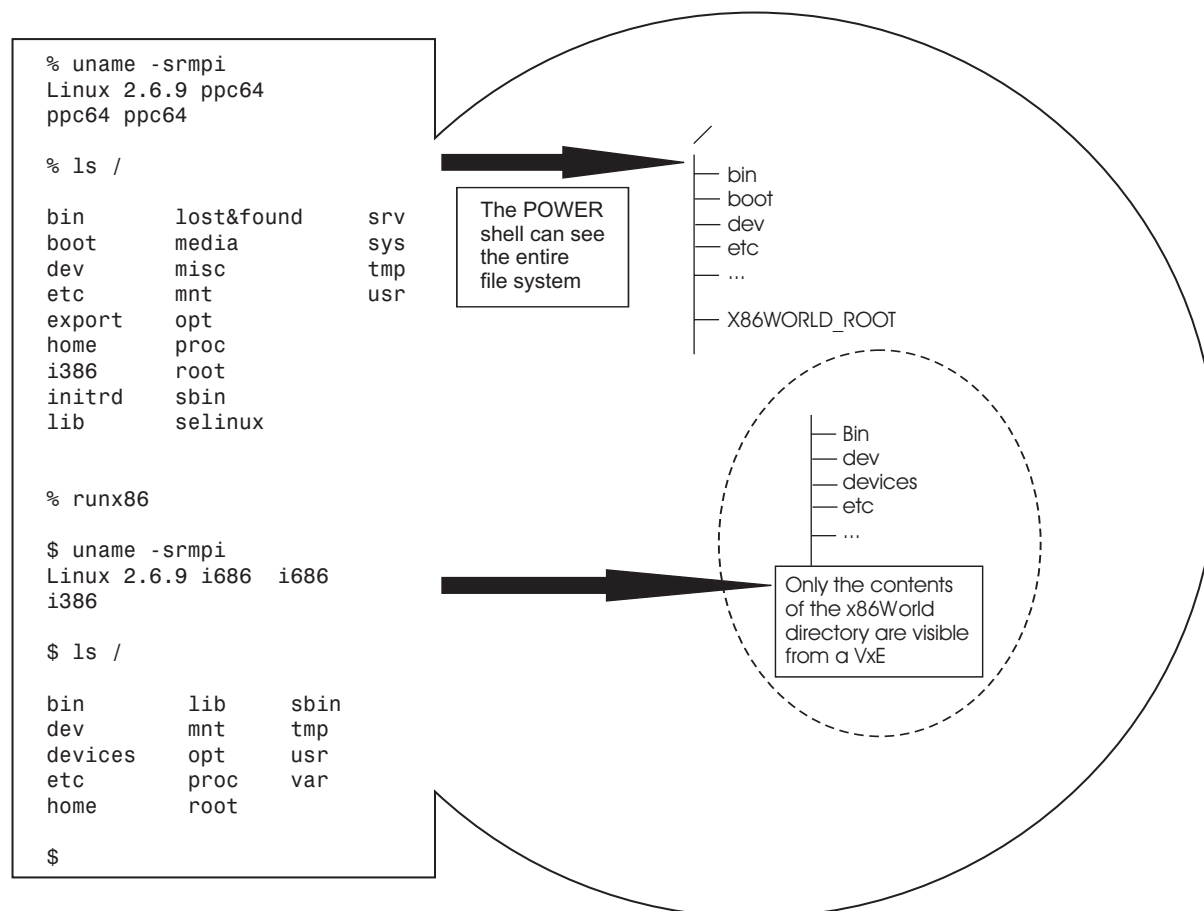 % uname -srmpi
Linux 2.6.9 ppc64
ppc64 ppc64
% ls /
bin lost&found srv
boot media sys
dev misc tmp
etc mnt usr
export opt
home proc
i386 root
initrd sbin
lib selinux
% runx86
$ uname -srmpi
Linux 2.6.9 i686 i686
i386
$ ls /
bin lib sbin
dev mnt tmp
devices opt usr
etc proc var
home root
$
The POWER
shell can see
the entire
file system
/
bin
boot
dev
etc
...
X86WORLD_ROOT
Bin
dev
devices
etc
...
Only the contents
of the x86World
directory are visible
from a VxE